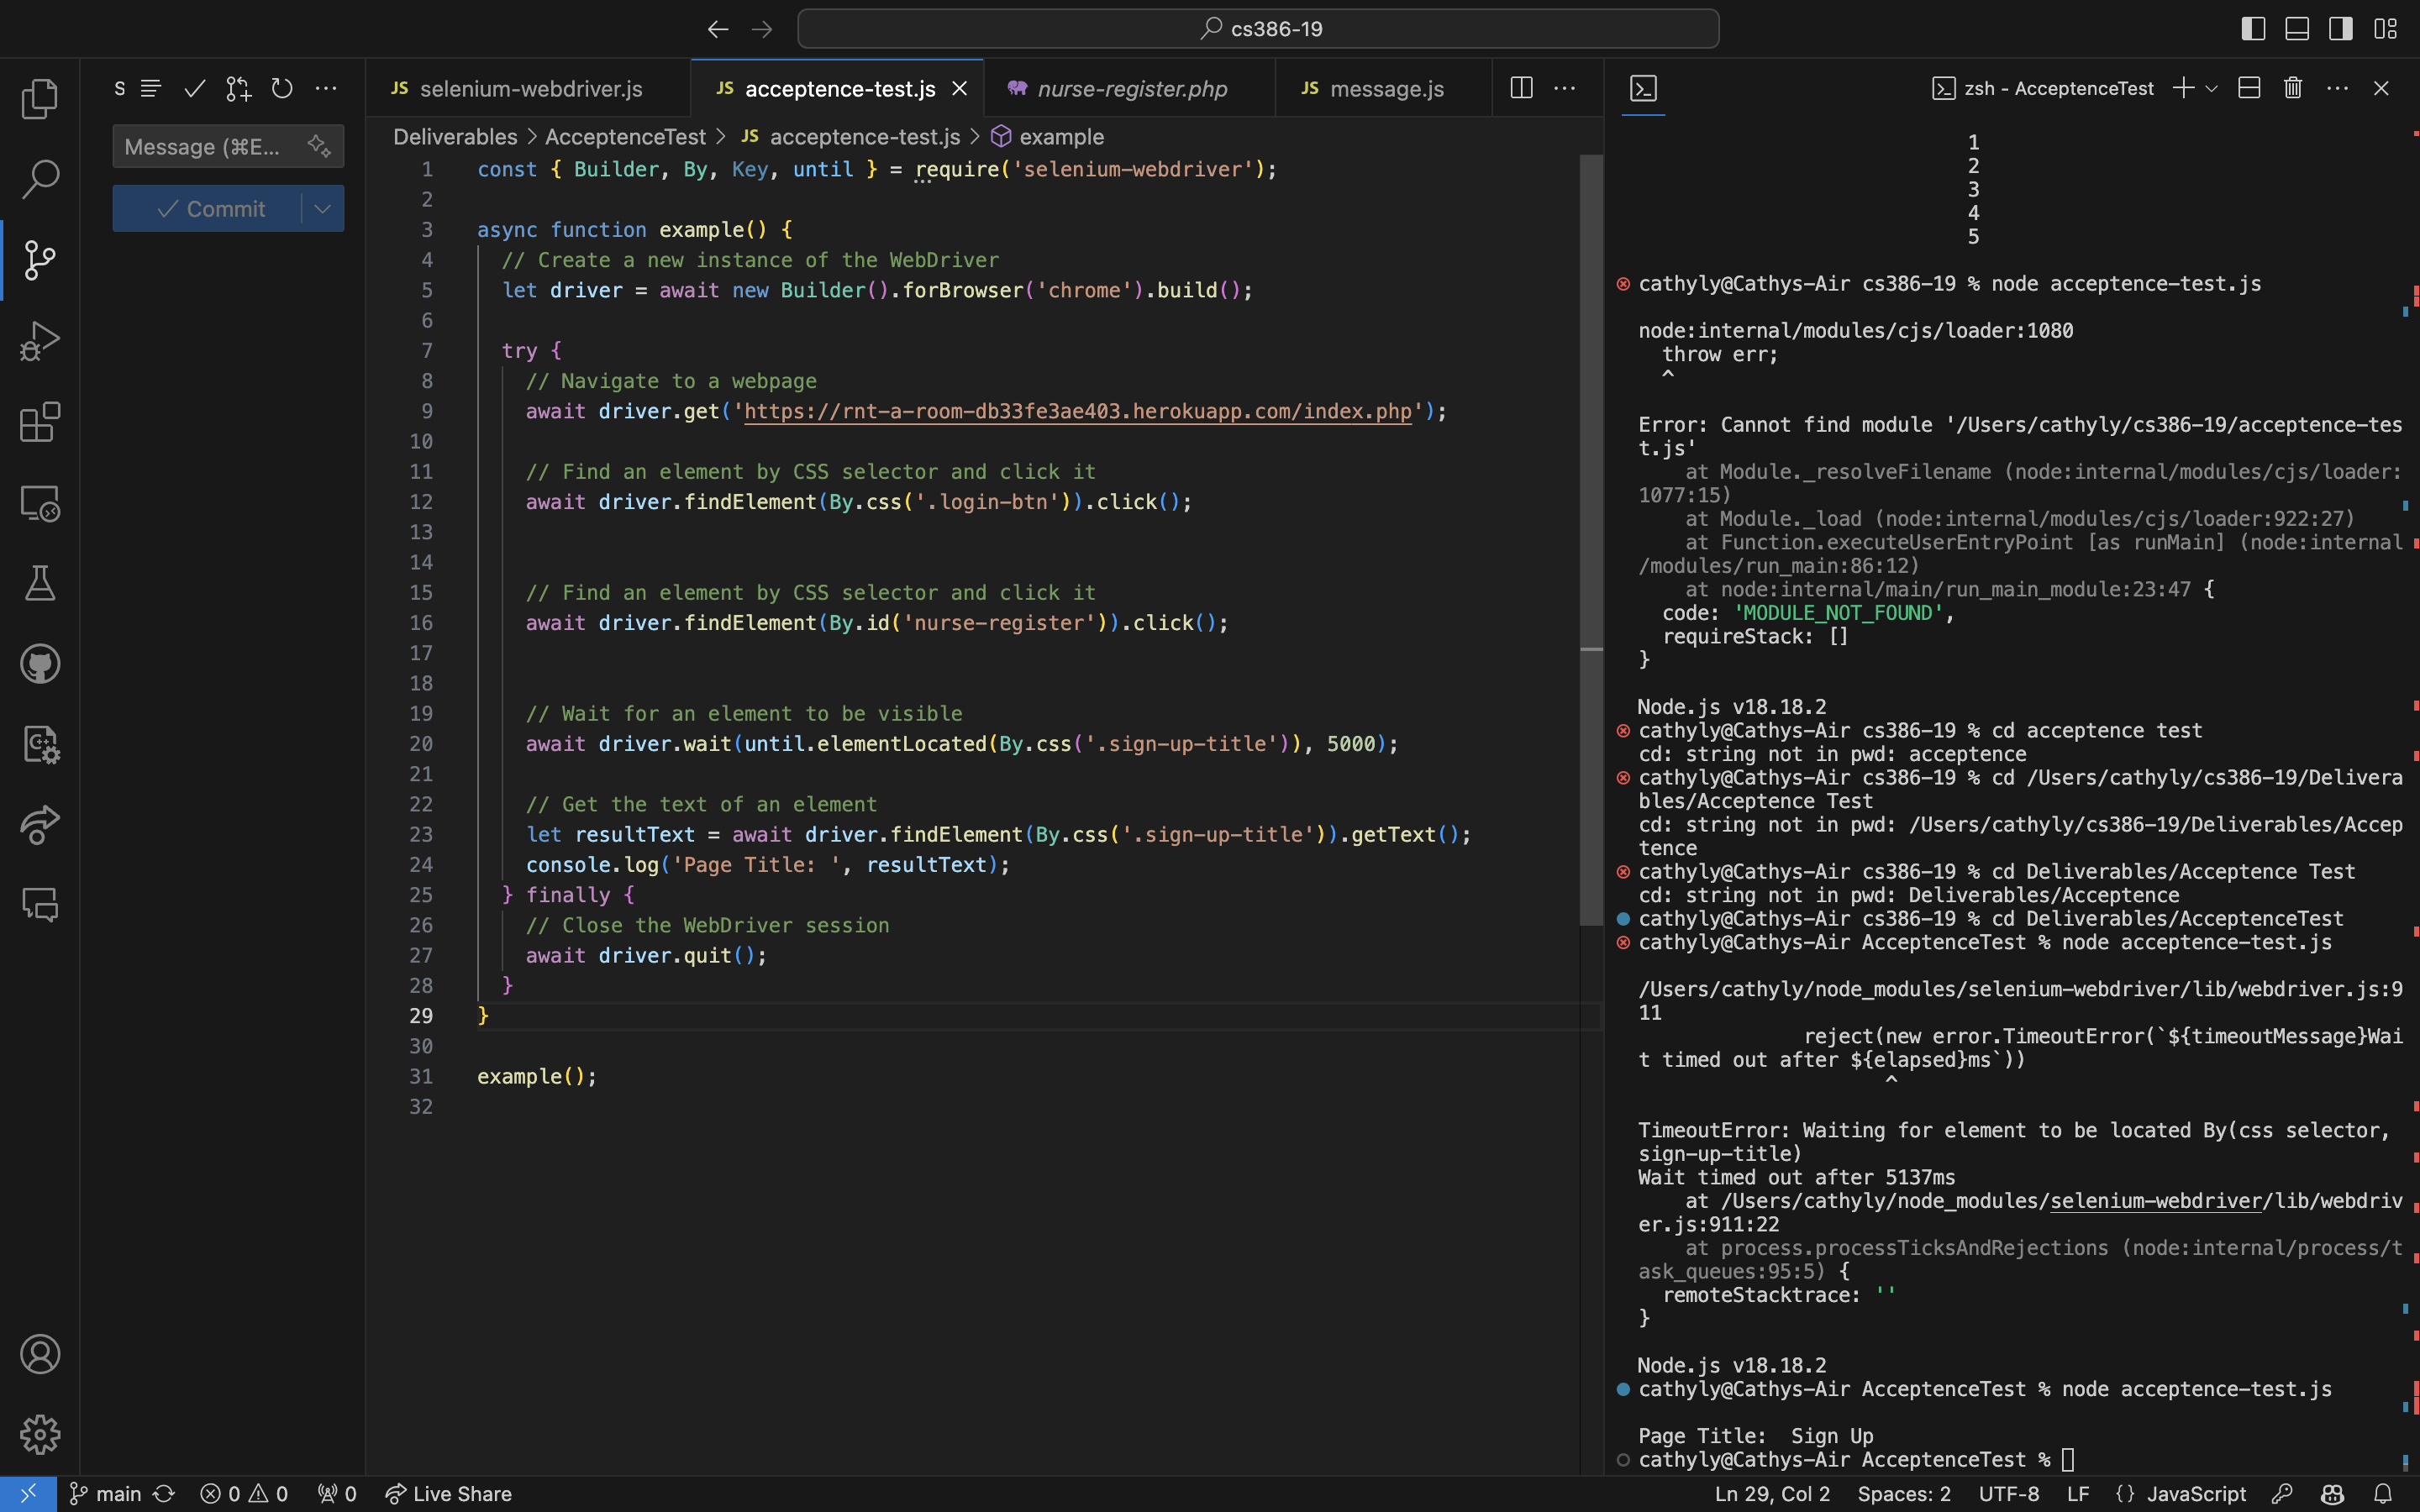 cs386-19
S
Message (⌘E...
Commit
JS selenium-webdriver.js
JS acceptence-test.js
nurse-register.php
JS message.js
Deliverables > AcceptenceTest > JS acceptence-test.js > example
1 const { Builder, By, Key, until } = require('selenium-webdriver');
2
3 async function example() {
4 // Create a new instance of the WebDriver
5 let driver = await new Builder().forBrowser('chrome').build();
6
7 try {
8 // Navigate to a webpage
9 await driver.get('https://rnt-a-room-db33fe3ae403.herokuapp.com/index.php');
10
11 // Find an element by CSS selector and click it
12 await driver.findElement(By.css('.login-btn')).click();
13
14
15 // Find an element by CSS selector and click it
16 await driver.findElement(By.id('nurse-register')).click();
17
18
19 // Wait for an element to be visible
20 await driver.wait(until.elementLocated(By.css('.sign-up-title')), 5000);
21
22 // Get the text of an element
23 let resultText = await driver.findElement(By.css('.sign-up-title')).getText();
24 console.log('Page Title: ', resultText);
25 } finally {
26 // Close the WebDriver session
27 await driver.quit();
28 }
29 }
30
31 example();
32
zsh - AcceptenceTest
1
2
3
4
5
cathyly@Cathys-Air cs386-19 % node acceptence-test.js
node:internal/modules/cjs/loader:1080
throw err;
^
Error: Cannot find module '/Users/cathyly/cs386-19/acceptence-tes
t.js'
at Module._resolveFilename (node:internal/modules/cjs/loader:
1077:15)
at Module._load (node:internal/modules/cjs/loader:922:27)
at Function.executeUserEntryPoint [as runMain] (node:internal
/modules/run_main:86:12)
at node:internal/main/run_main_module:23:47 {
code: 'MODULE_NOT_FOUND',
requireStack: []
}
Node.js v18.18.2
cathyly@Cathys-Air cs386-19 % cd acceptence test
cd: string not in pwd: acceptence
cathyly@Cathys-Air cs386-19 % cd /Users/cathyly/cs386-19/Delivera
bles/Acceptence Test
cd: string not in pwd: /Users/cathyly/cs386-19/Deliverables/Accep
tence
cathyly@Cathys-Air cs386-19 % cd Deliverables/Acceptence Test
cd: string not in pwd: Deliverables/Acceptence
cathyly@Cathys-Air cs386-19 % cd Deliverables/AcceptenceTest
cathyly@Cathys-Air AcceptenceTest % node acceptence-test.js
/Users/cathyly/node_modules/selenium-webdriver/lib/webdriver.js:9
11
reject(new error.TimeoutError(`${timeoutMessage}Wai
t timed out after ${elapsed}ms`))
^
TimeoutError: Waiting for element to be located By(css selector,
sign-up-title)
Wait timed out after 5137ms
at /Users/cathyly/node_modules/selenium-webdriver/lib/webdriv
er.js:911:22
at process.processTicksAndRejections (node:internal/process/t
ask_queues:95:5) {
remoteStacktrace: ''
}
Node.js v18.18.2
cathyly@Cathys-Air AcceptenceTest % node acceptence-test.js
Page Title:  Sign Up
cathyly@Cathys-Air AcceptenceTest %
main 0 0 0 Live Share Ln 29, Col 2 Spaces: 2 UTF-8 LF {} JavaScript